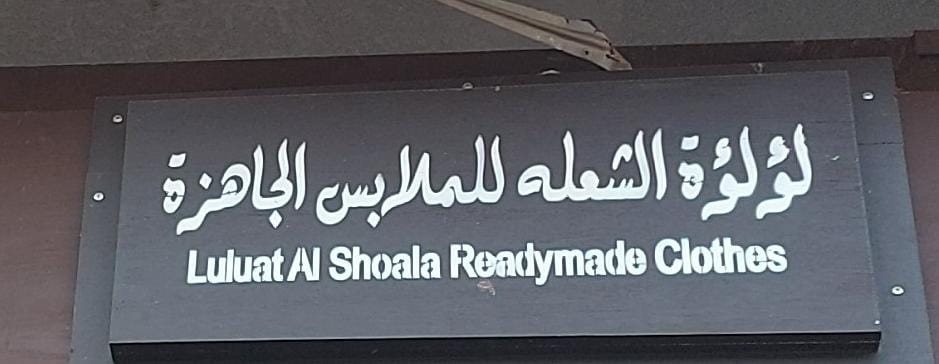 لؤلؤة الشعله للملابس الجاهزة
Luluat Al Shoala Readymade Clothes